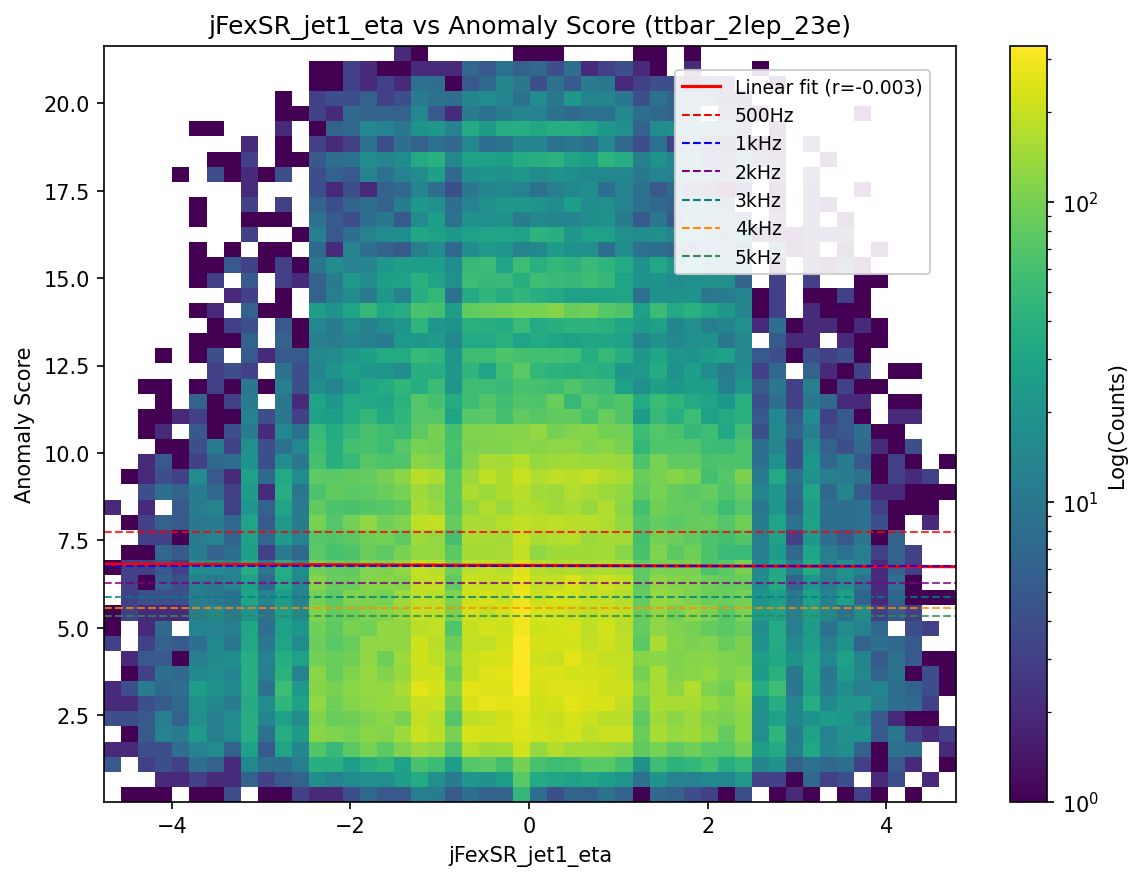 jFexSR_jet1_eta vs Anomaly Score (ttbar_2lep_23e)
Linear fit (r=-0.003)
500Hz
1kHz
2kHz
3kHz
4kHz
5kHz
20.0
17.5
15.0
12.5
10.0
7.5
5.0
2.5
Anomaly Score
−4
−2
0
2
4
jFexSR_jet1_eta
10²
10¹
10⁰
Log(Counts)